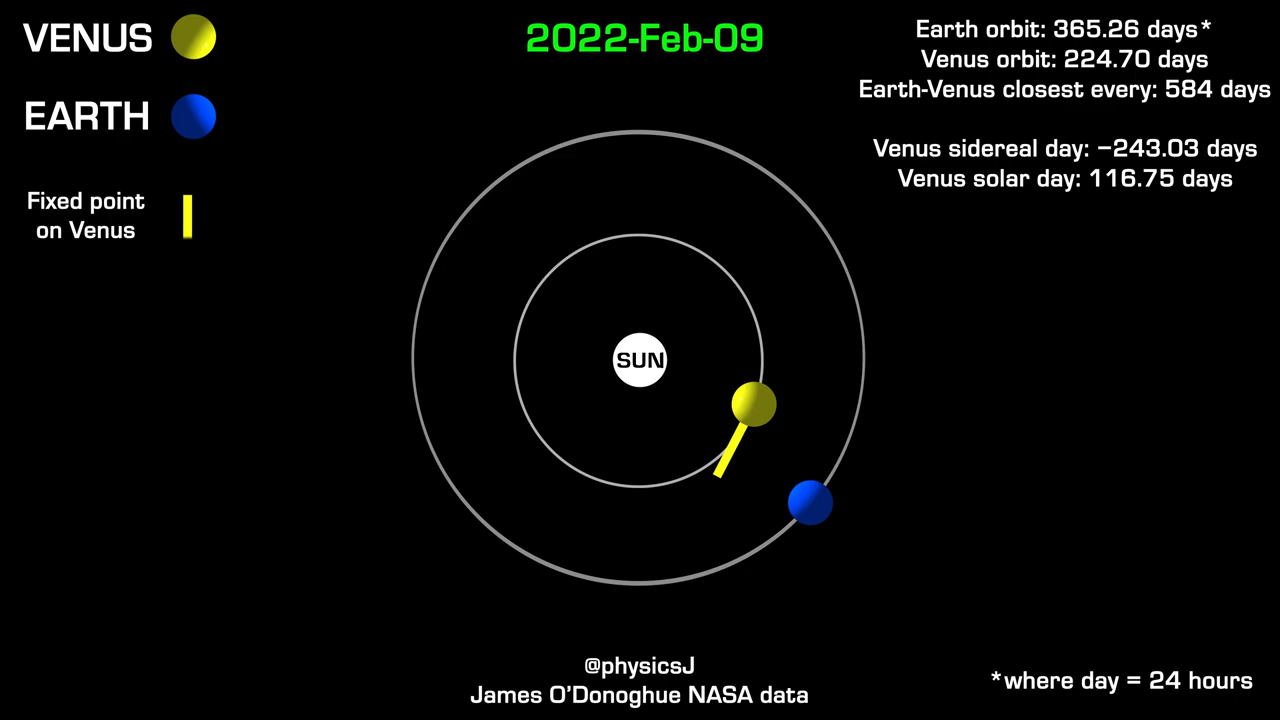 VENUS
EARTH
Fixed point
on Venus
2022-Feb-09
Earth orbit: 365.26 days*
Venus orbit: 224.70 days
Earth-Venus closest every: 584 days
Venus sidereal day: −243.03 days
Venus solar day: 116.75 days
SUN
@physicsJ
James O’Donoghue NASA data
*where day = 24 hours